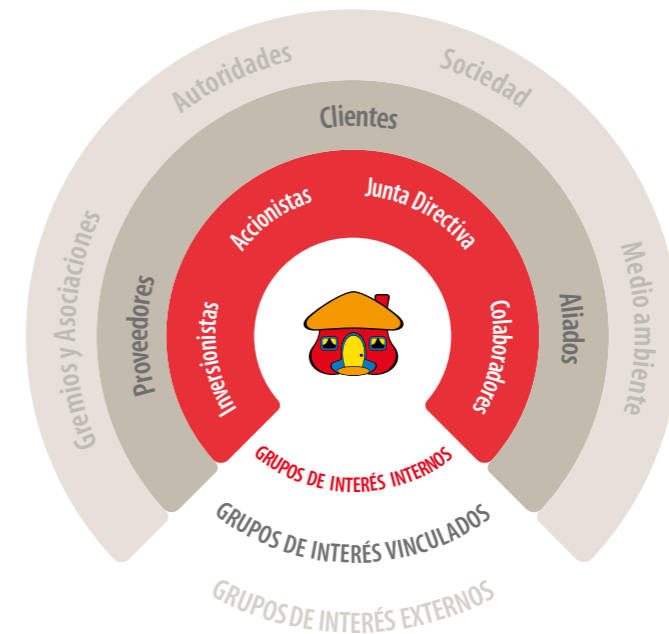 Autoridades
Sociedad
Gremios y Asociaciones
Medio ambiente
Clientes
Proveedores
Aliados
Accionistas
Junta Directiva
Inversionistas
Colaboradores
GRUPOS DE INTERÉS INTERNOS
GRUPOS DE INTERÉS VINCULADOS
GRUPOS DE INTERÉS EXTERNOS